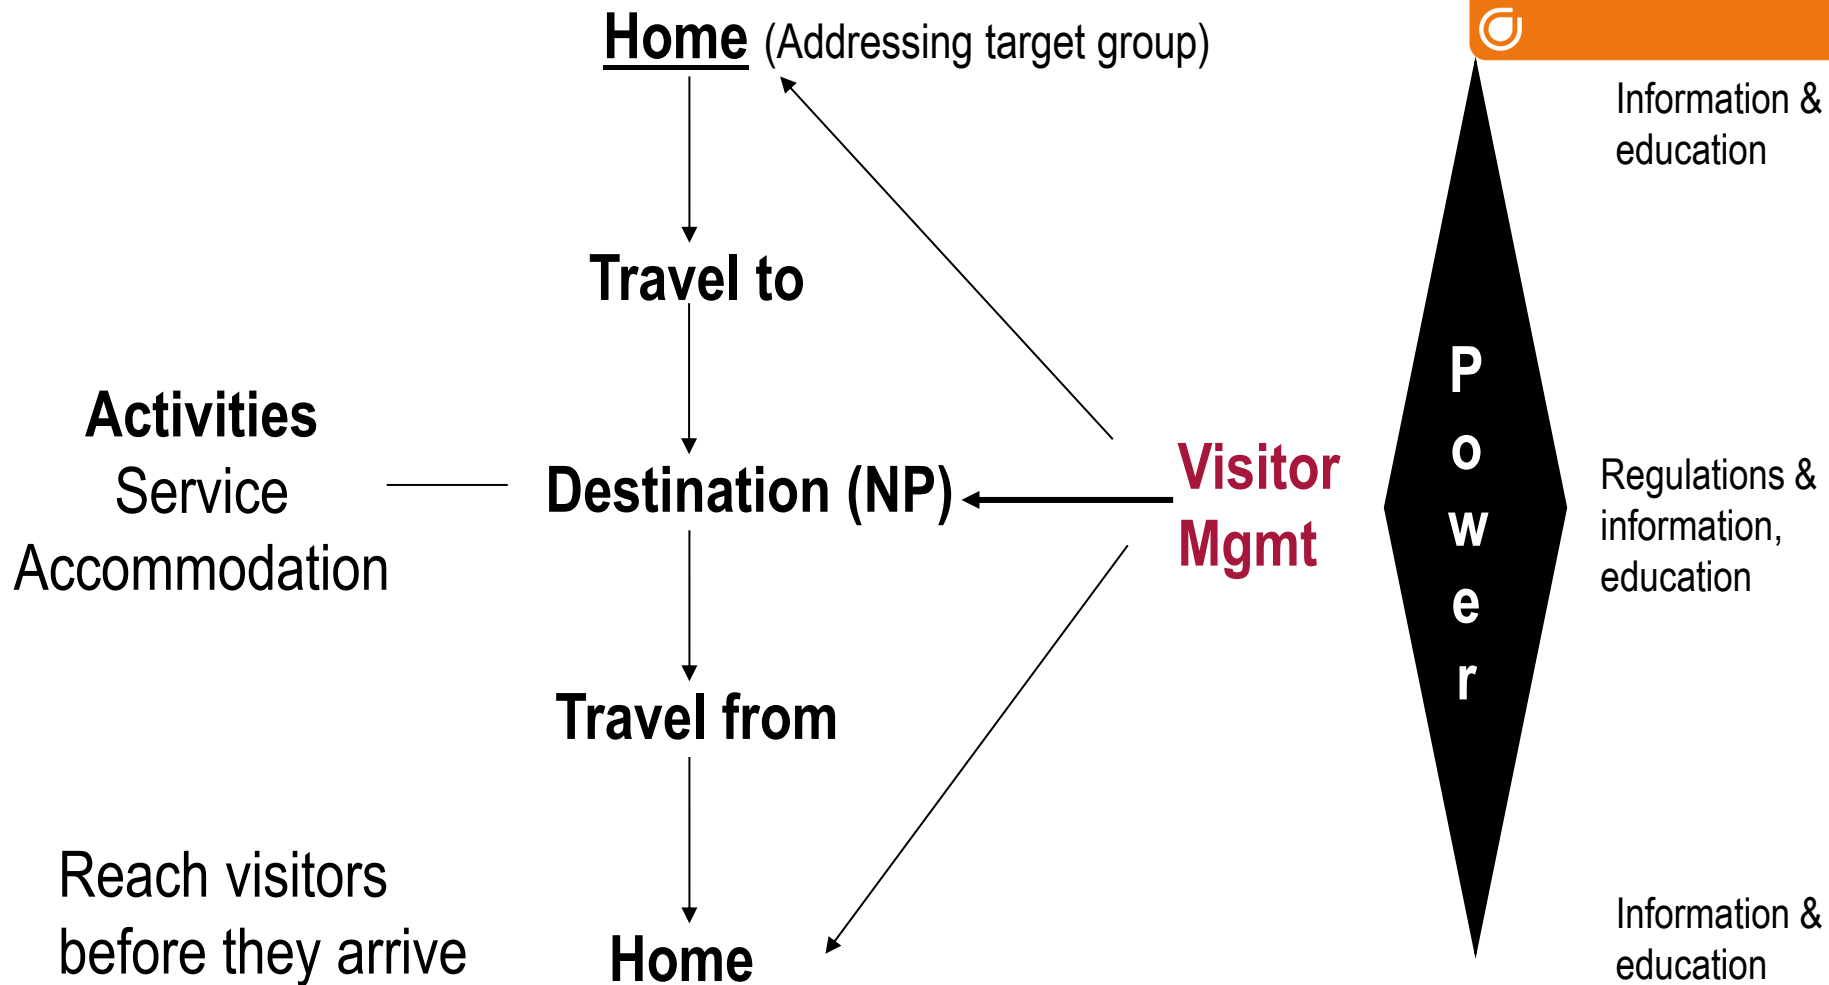 Home (Addressing target group)
Information &
education
Travel to
Activities
Service
Accommodation
Destination (NP)
Visitor
Mgmt
P
o
w
e
r
Regulations &
information,
education
Travel from
Reach visitors
before they arrive
Home
Information &
education